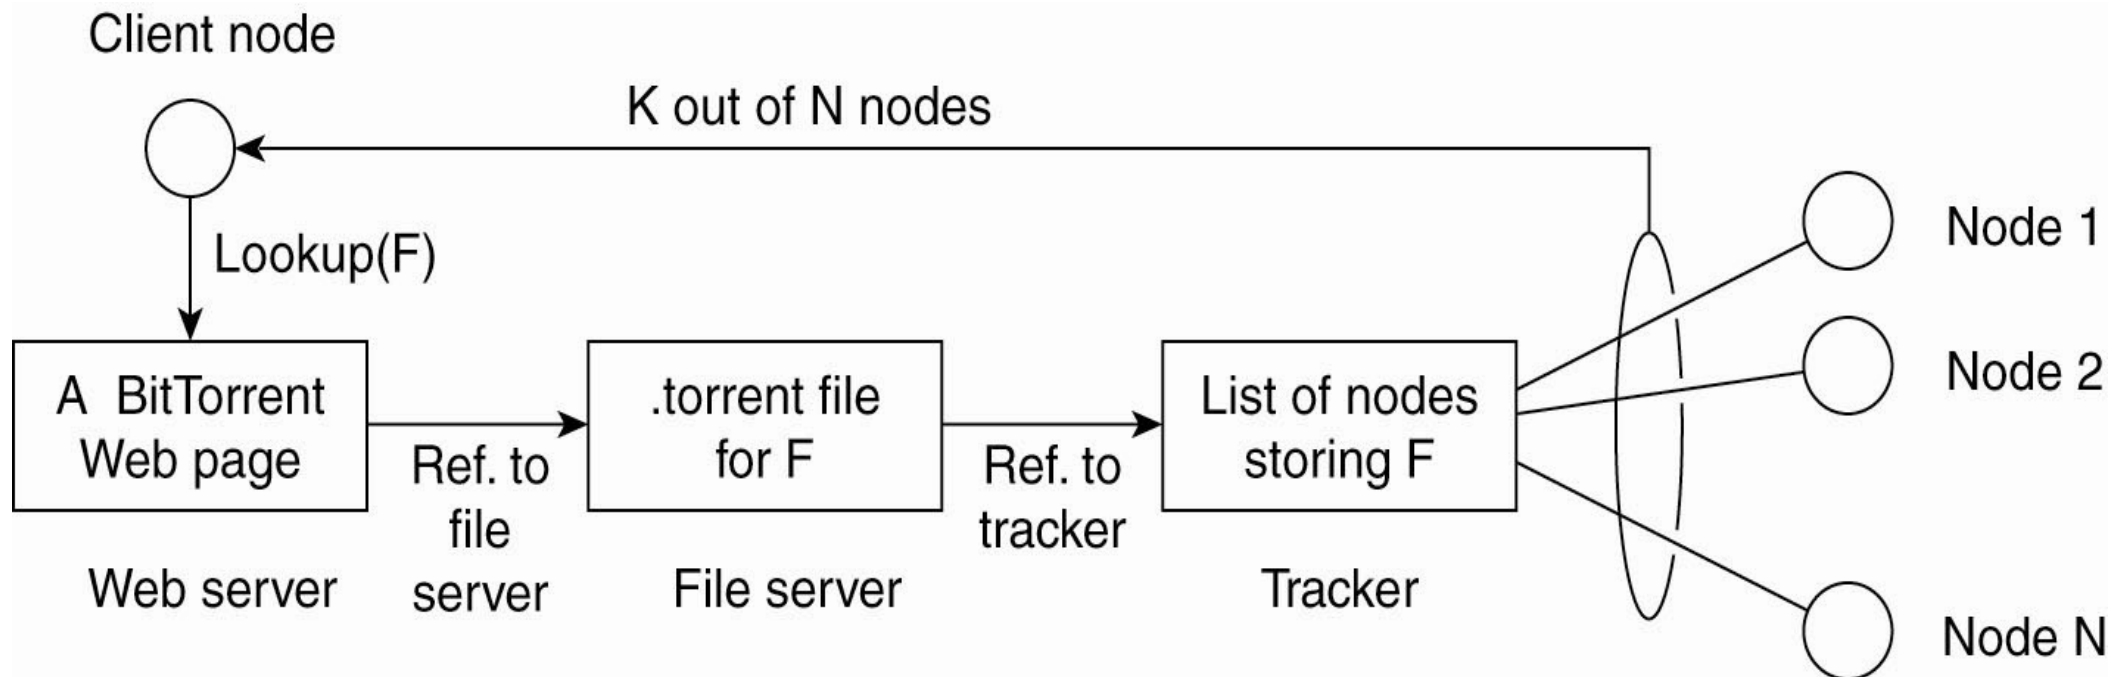 Client node
K out of N nodes
Lookup(F)
Node 1
Node 2
A BitTorrent
Web page
Ref. to
file
server
.torrent file
for F
Ref. to
tracker
List of nodes
storing F
Web server
File server
Tracker
Node N